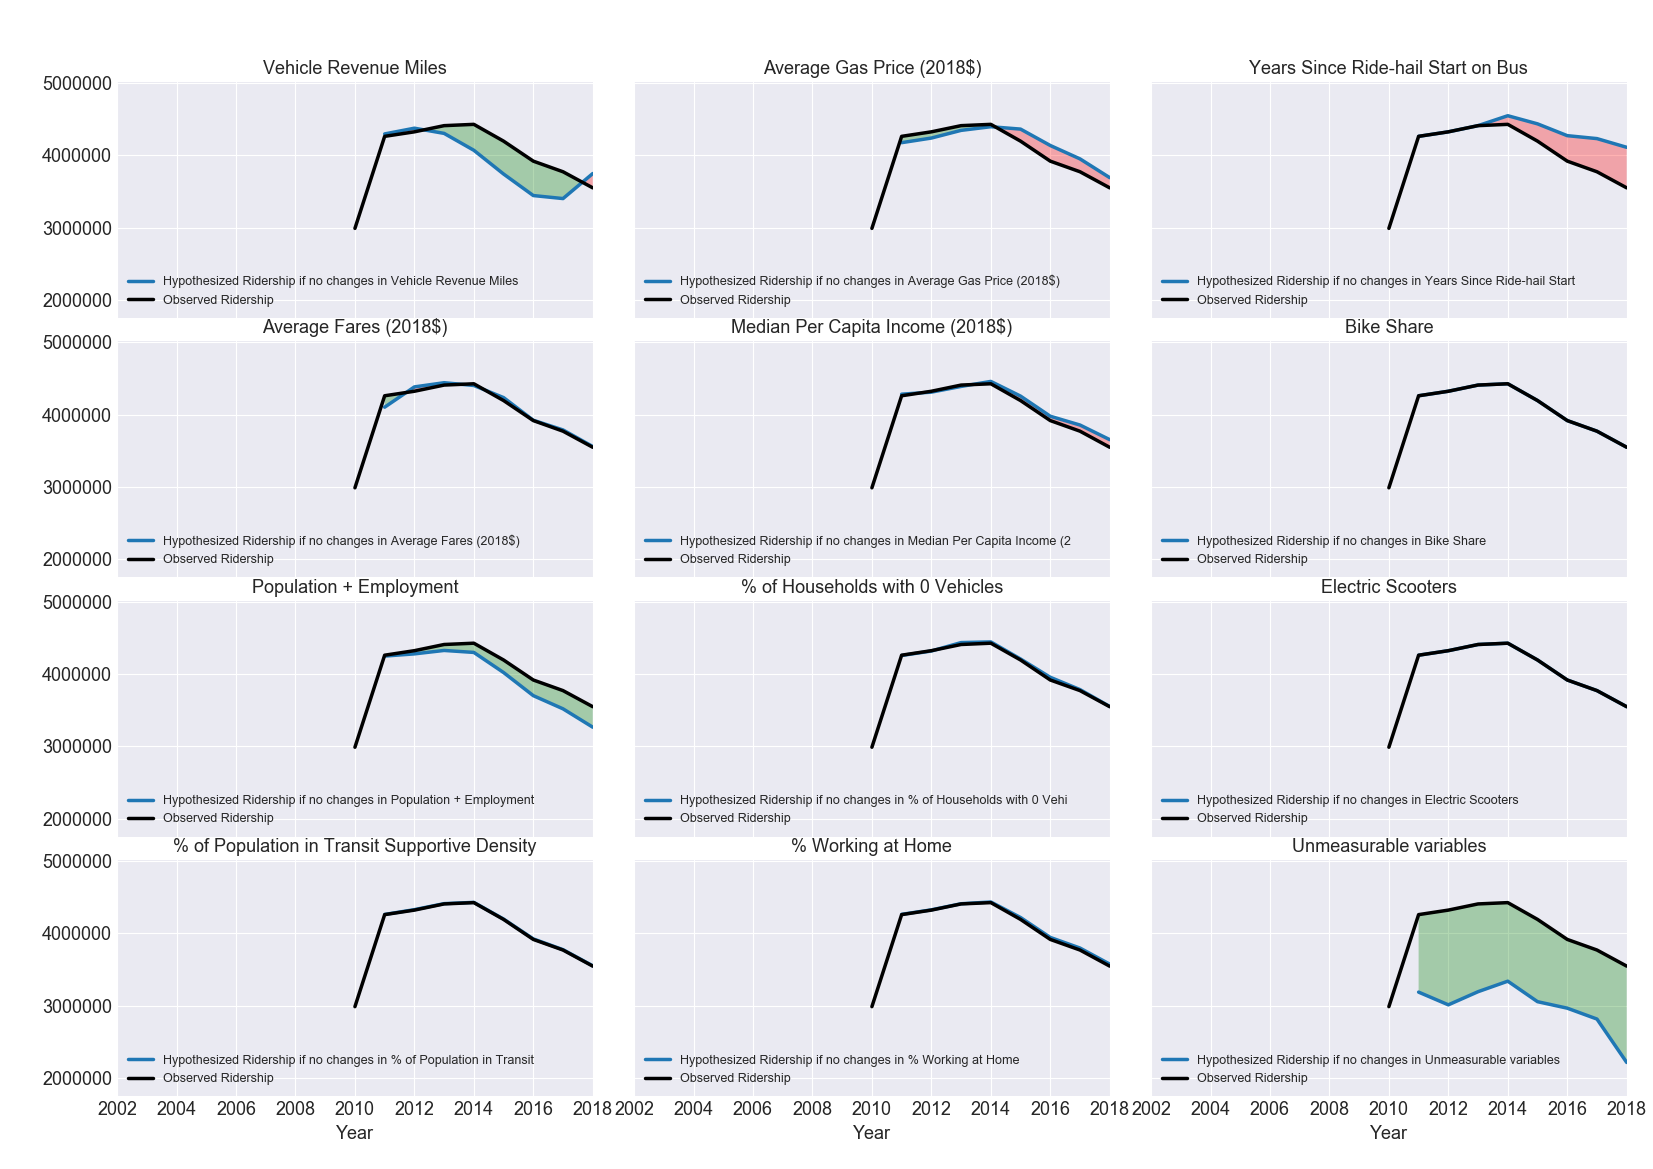 Vehicle Revenue Miles
Average Gas Price (2018$)
Years Since Ride-hail Start on Bus
5000000
4000000
3000000
2000000
Hypothesized Ridership if no changes in Vehicle Revenue Miles
Observed Ridership
Hypothesized Ridership if no changes in Average Gas Price (2018$)
Observed Ridership
Hypothesized Ridership if no changes in Years Since Ride-hail Start
Observed Ridership
Average Fares (2018$)
Median Per Capita Income (2018$)
Bike Share
5000000
4000000
3000000
2000000
Hypothesized Ridership if no changes in Average Fares (2018$)
Observed Ridership
Hypothesized Ridership if no changes in Median Per Capita Income (2
Observed Ridership
Hypothesized Ridership if no changes in Bike Share
Observed Ridership
Population + Employment
% of Households with 0 Vehicles
Electric Scooters
5000000
4000000
3000000
2000000
Hypothesized Ridership if no changes in Population + Employment
Observed Ridership
Hypothesized Ridership if no changes in % of Households with 0 Vehi
Observed Ridership
Hypothesized Ridership if no changes in Electric Scooters
Observed Ridership
% of Population in Transit Supportive Density
% Working at Home
Unmeasurable variables
5000000
4000000
3000000
2000000
Hypothesized Ridership if no changes in % of Population in Transit
Observed Ridership
Hypothesized Ridership if no changes in % Working at Home
Observed Ridership
Hypothesized Ridership if no changes in Unmeasurable variables
Observed Ridership
2002 2004 2006 2008 2010 2012 2014 2016 2018
2002 2004 2006 2008 2010 2012 2014 2016 2018
2002 2004 2006 2008 2010 2012 2014 2016 2018
Year
Year
Year